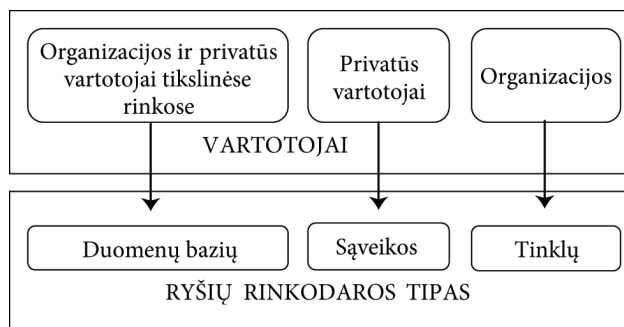 Organizacijos ir privatūs
vartotojai tikslinėse
rinkose
Privatūs
vartotojai
Organizacijos
VARTOTOJAI
Duomenų bazių
Sąveikos
Tinklų
RYŠIŲ RINKODAROS TIPAS